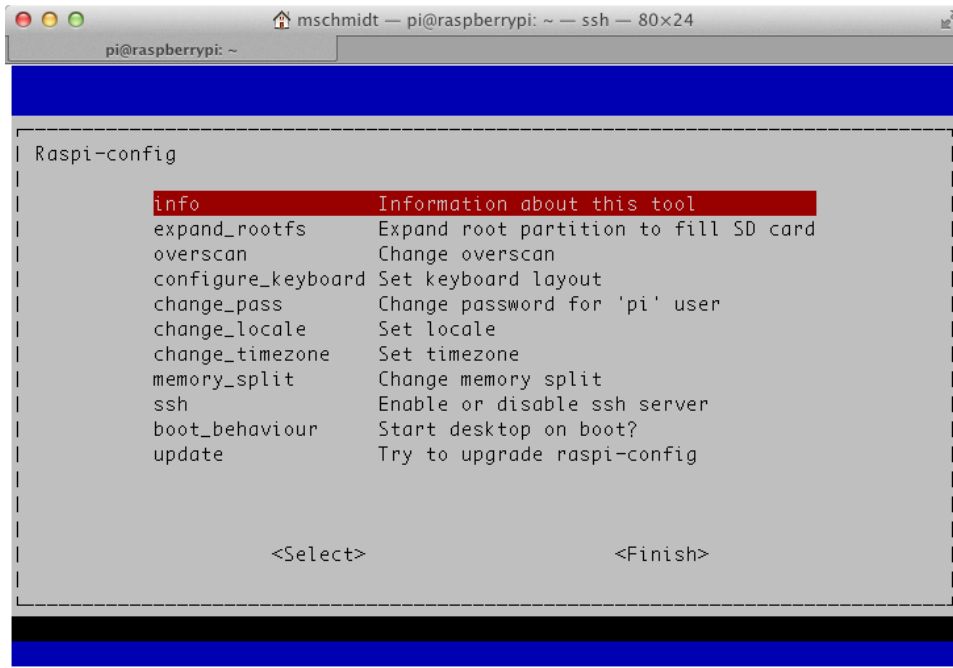 mschmidt — pi@raspberrypi: ~ — ssh — 80×24
pi@raspberrypi: ~
Raspi-config
info Information about this tool
expand_rootfs Expand root partition to fill SD card
overscan Change overscan
configure_keyboard Set keyboard layout
change_pass Change password for 'pi' user
change_locale Set locale
change_timezone Set timezone
memory_split Change memory split
ssh Enable or disable ssh server
boot_behaviour Start desktop on boot?
update Try to upgrade raspi-config
<Select> <Finish>